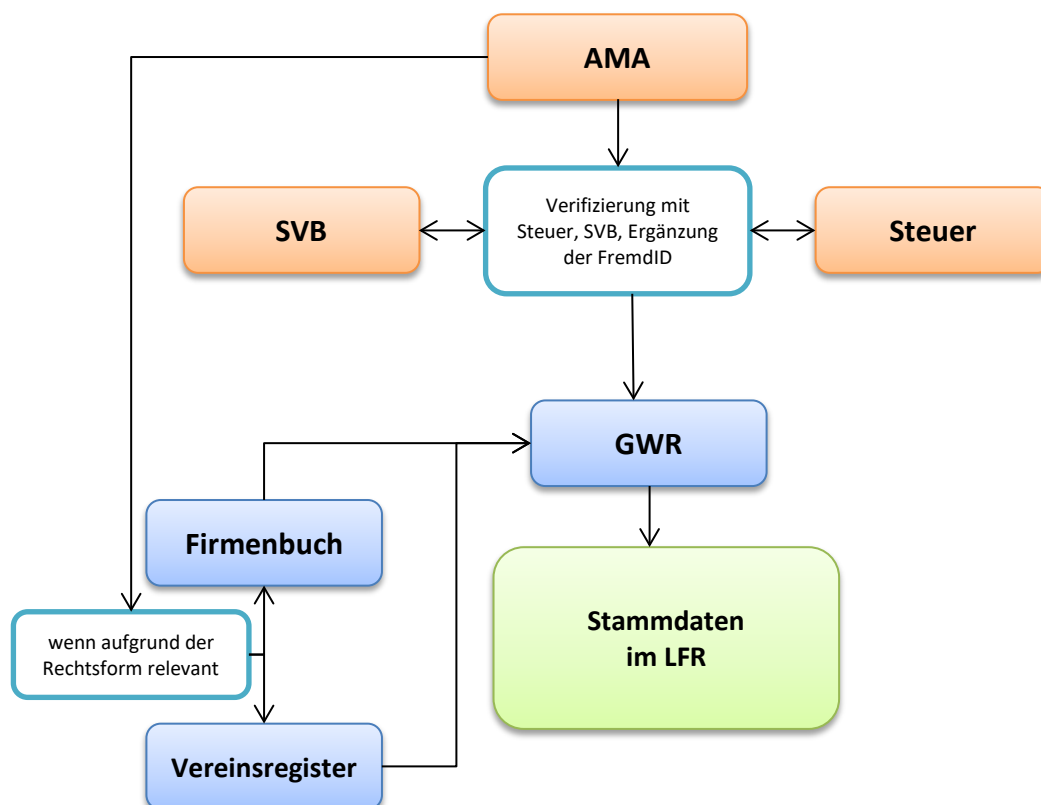 AMA
SVB
Verifizierung mit
Steuer, SVB, Ergänzung
der FremdID
Steuer
GWR
Firmenbuch
Stammdaten
im LFR
wenn aufgrund der
Rechtsform relevant
Vereinsregister